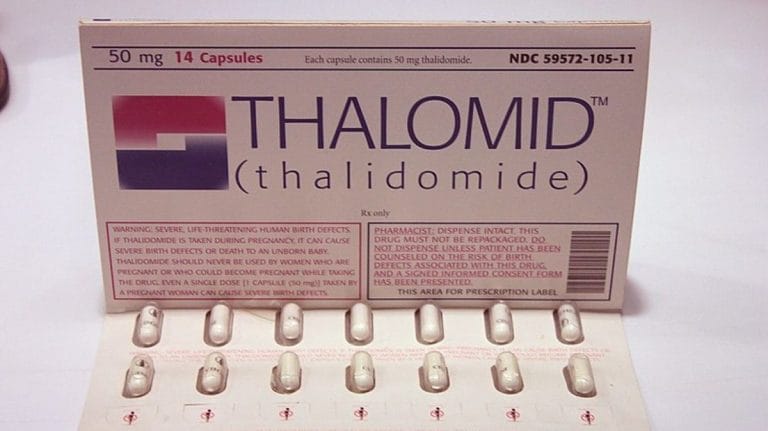 50 mg 14 Capsules Each capsule contains 50 mg thalidomide. NDC 59572-105-11
THALOMID™
(thalidomide)
Rx only
WARNING: SEVERE, LIFE-THREATENING HUMAN BIRTH DEFECTS.
IF THALIDOMIDE IS TAKEN DURING PREGNANCY, IT CAN CAUSE
SEVERE BIRTH DEFECTS OR DEATH TO AN UNBORN BABY.
THALIDOMIDE SHOULD NEVER BE USED BY WOMEN WHO ARE
PREGNANT OR WHO COULD BECOME PREGNANT WHILE TAKING
THE DRUG. EVEN A SINGLE DOSE [1 CAPSULE (50 mg)] TAKEN BY
A PREGNANT WOMAN CAN CAUSE SEVERE BIRTH DEFECTS.
PHARMACIST: DISPENSE INTACT. THIS
DRUG MUST NOT BE REPACKAGED. DO
NOT DISPENSE UNLESS PATIENT HAS BEEN
COUNSELED ON THE RISK OF BIRTH
DEFECTS ASSOCIATED WITH THIS DRUG,
AND A SIGNED INFORMED CONSENT FORM
HAS BEEN PRESENTED.
THIS AREA FOR PRESCRIPTION LABEL